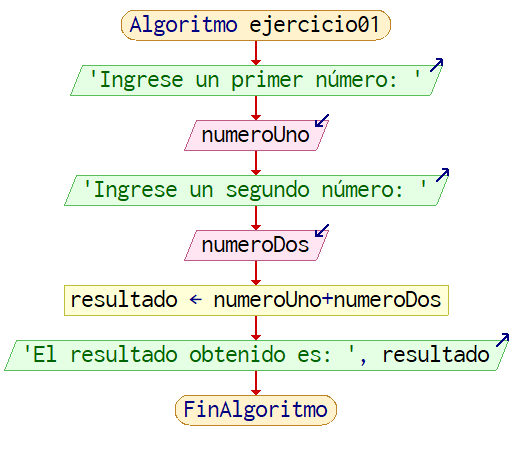 Algoritmo ejercicio01
'Ingrese un primer número: '
numeroUno
'Ingrese un segundo número: '
numeroDos
resultado ← numeroUno+numeroDos
'El resultado obtenido es: ', resultado
FinAlgoritmo